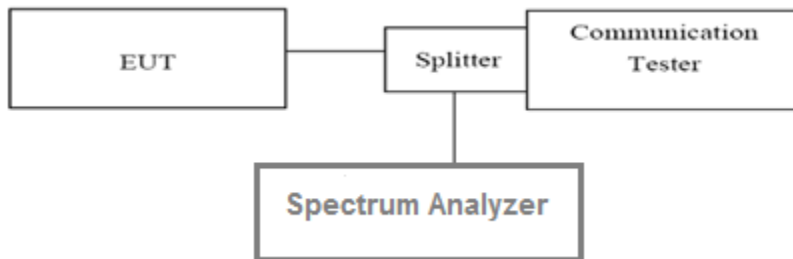 EUT
Splitter
Communication
Tester
Spectrum Analyzer